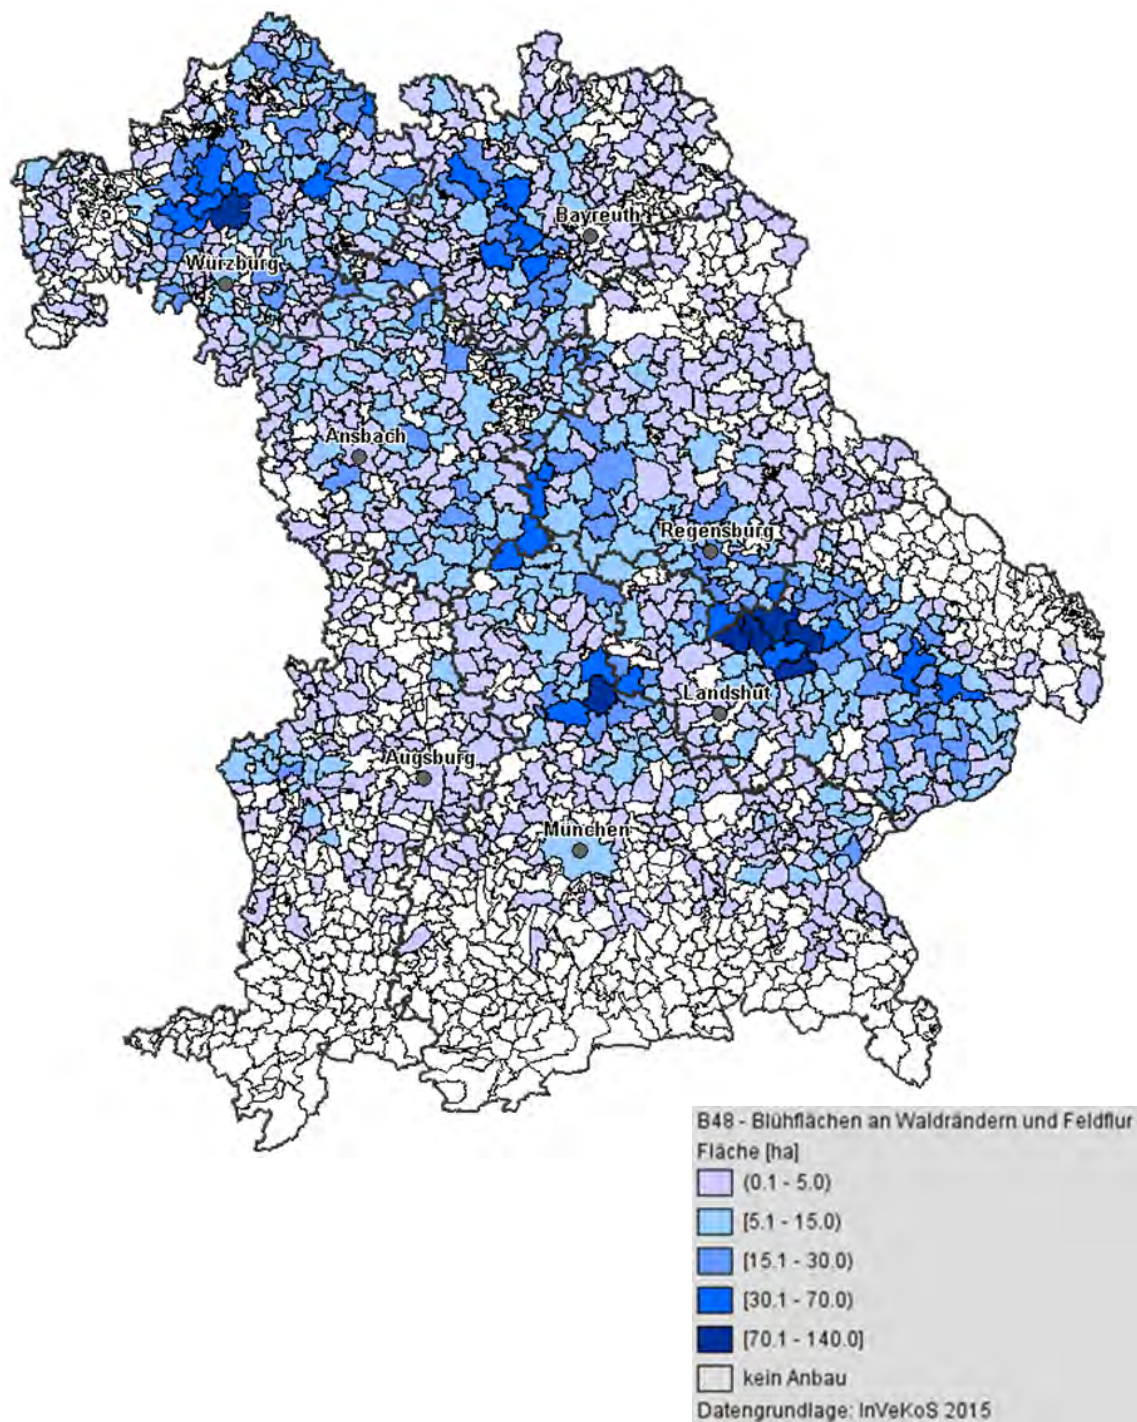 Bayreuth
Würzburg
Ansbach
Regensburg
Landshut
Augsburg
München
B48 - Blühflächen an Waldrändern und Feldflur
Fläche [ha]
(0.1 - 5.0)
[5.1 - 15.0)
[15.1 - 30.0)
[30.1 - 70.0)
[70.1 - 140.0]
kein Anbau
Datengrundlage: InVeKoS 2015